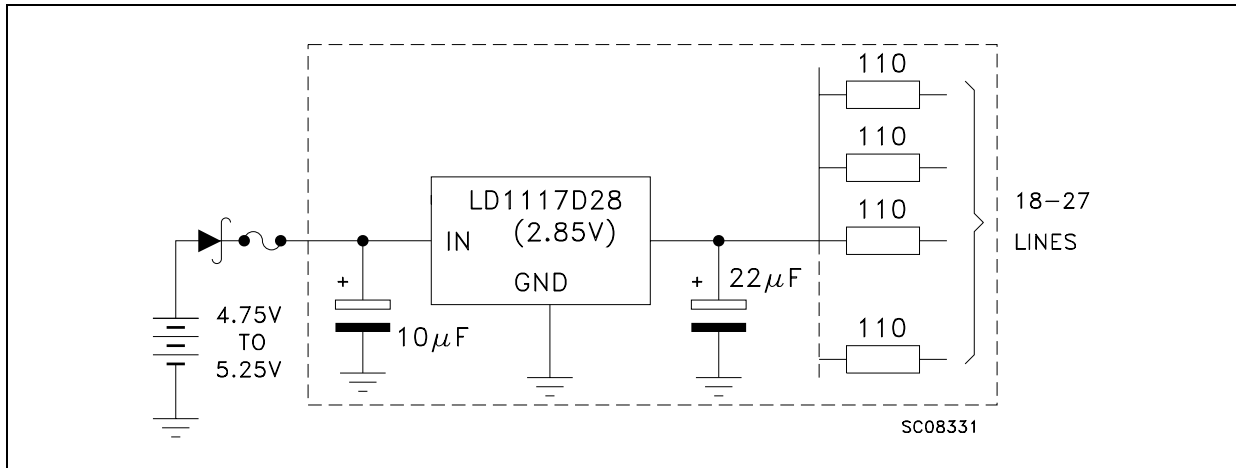 110
110
LD1117D28
(2.85V)
IN
GND
110
18-27
LINES
+
+
22μF
4.75V
TO
5.25V
10μF
110
SC08331